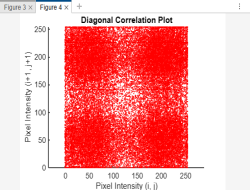 Figure 3 × Figure 4 × +
Diagonal Correlation Plot
250
200
150
100
50
0
Pixel Intensity (i+1, j+1)
0 50 100 150 200 250
Pixel Intensity (i, j)